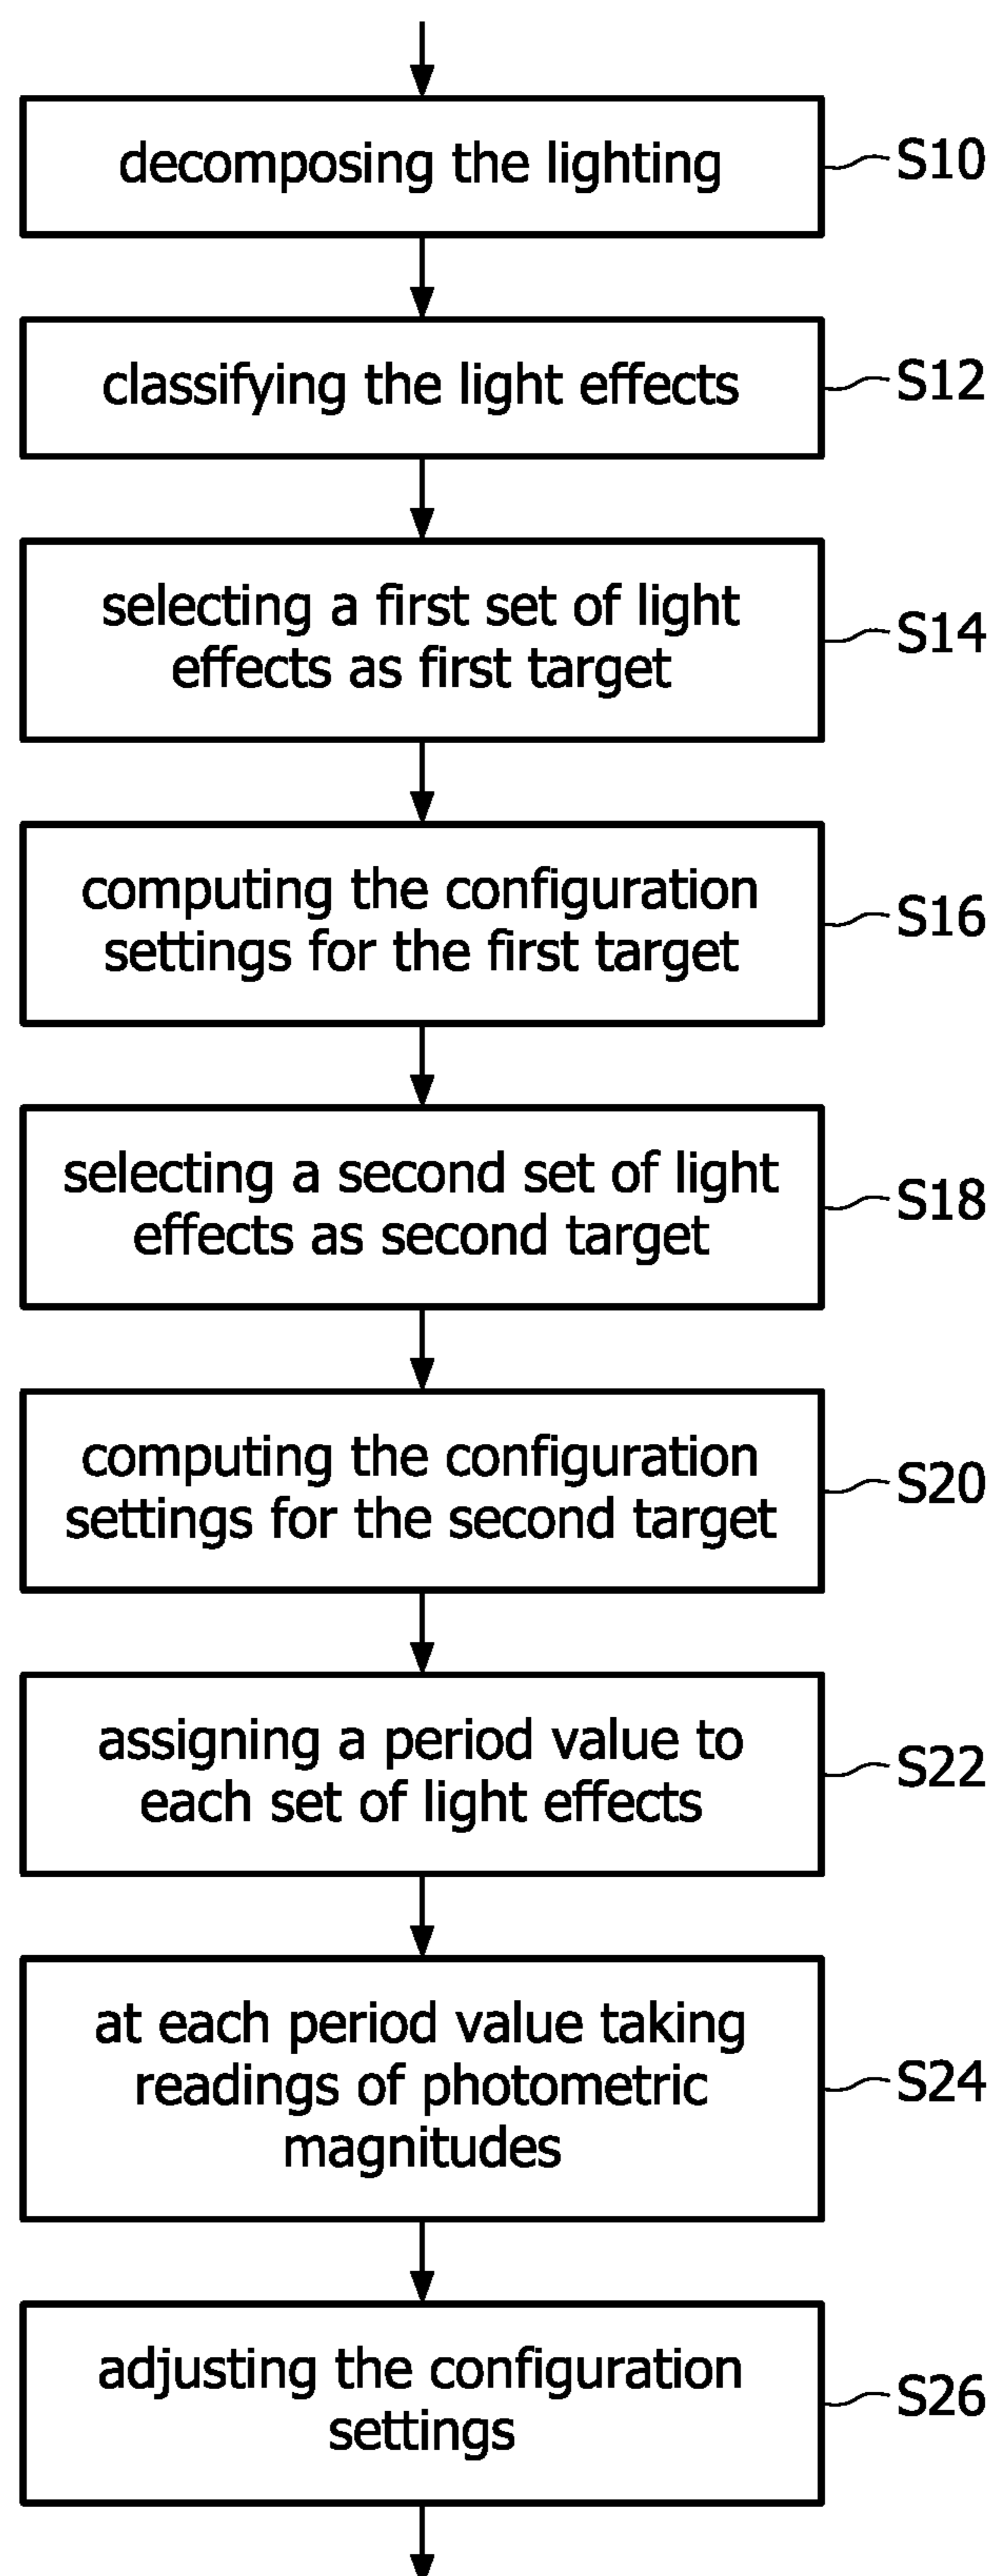 decomposing the lighting
S10
classifying the light effects
S12
selecting a first set of light
effects as first target
S14
computing the configuration
settings for the first target
S16
selecting a second set of light
effects as second target
S18
computing the configuration
settings for the second target
S20
assigning a period value to
each set of light effects
S22
at each period value taking
readings of photometric
magnitudes
S24
adjusting the configuration
settings
S26